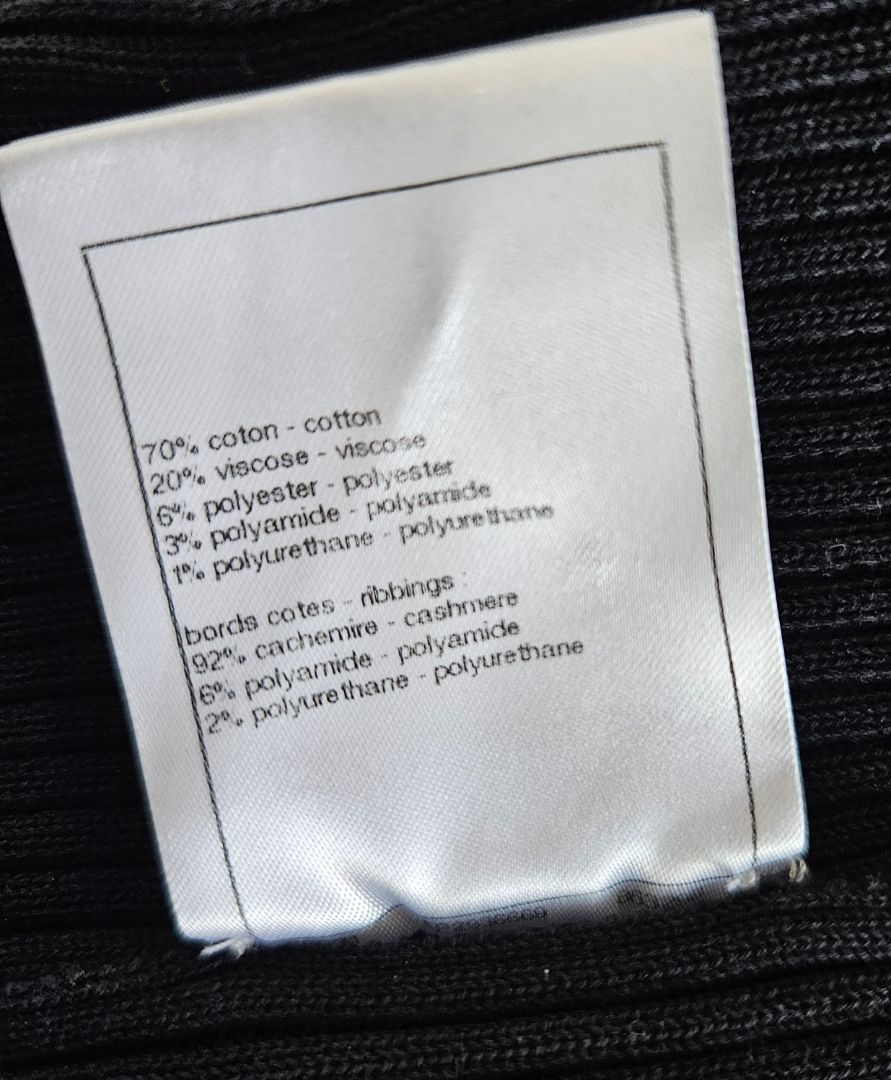 70% coton - cotton
20% viscose - viscose
6% polyester - polyester
3% polyamide - polyamide
1% polyurethane - polyurethane
bords cotes - ribbings :
92% cachemire - cashmere
6% polyamide - polyamide
2% polyurethane - polyurethane